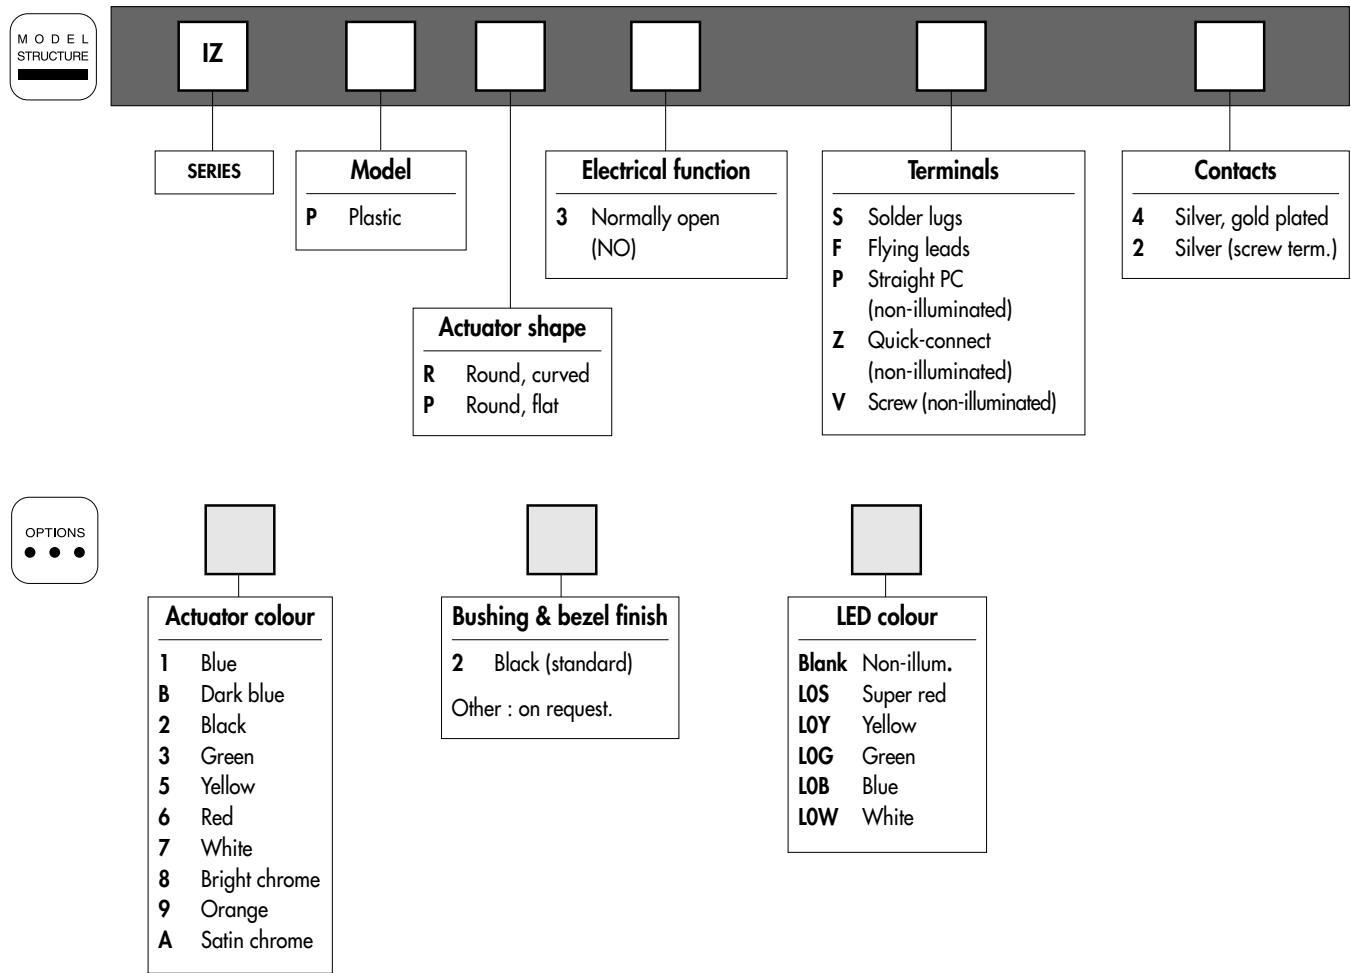 MODEL
STRUCTURE
IZ
SERIES
Model
P Plastic
Actuator shape
R Round, curved
P Round, flat
Electrical function
3 Normally open
(NO)
Terminals
S Solder lugs
F Flying leads
P Straight PC
(non-illuminated)
Z Quick-connect
(non-illuminated)
V Screw (non-illuminated)
Contacts
4 Silver, gold plated
2 Silver (screw term.)
OPTIONS
Actuator colour
1 Blue
B Dark blue
2 Black
3 Green
5 Yellow
6 Red
7 White
8 Bright chrome
9 Orange
A Satin chrome
Bushing & bezel finish
2 Black (standard)
Other : on request.
LED colour
Blank Non-illum.
L0S Super red
L0Y Yellow
L0G Green
L0B Blue
L0W White